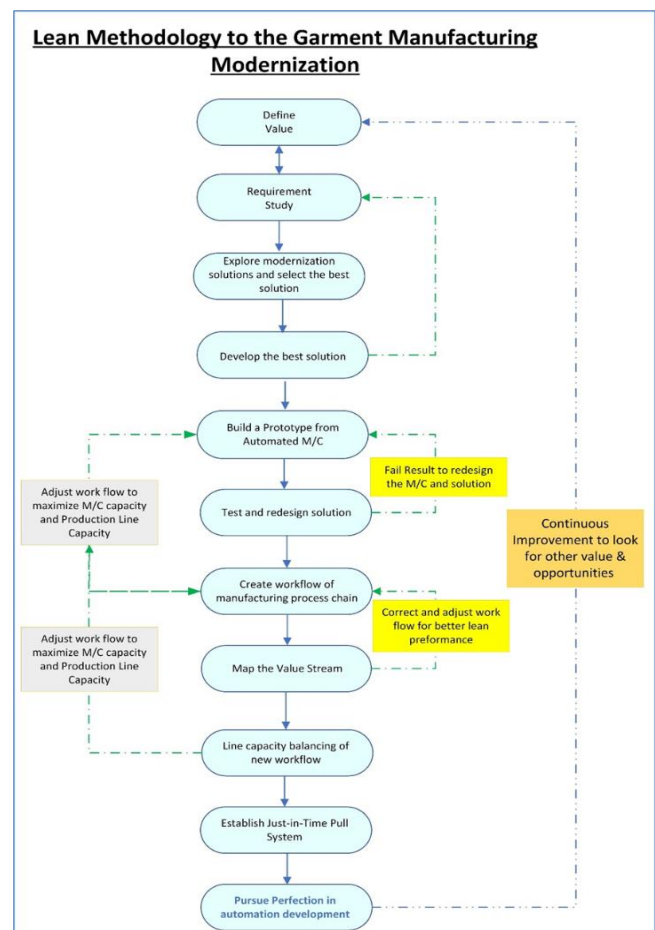 Lean Methodology to the Garment Manufacturing
Modernization
Define
Value
Requirement
Study
Explore modernization
solutions and select the best
solution
Develop the best solution
Build a Prototype from
Automated M/C
Fail Result to redesign
the M/C and solution
Adjust work flow to
maximize M/C capacity
and Production Line
Capacity
Test and redesign solution
Continuous
Improvement to look
for other value &
opportunities
Create workflow of
manufacturing process chain
Correct and adjust work
flow for better lean
preformance
Adjust work flow to
maximize M/C capacity
and Production Line
Capacity
Map the Value Stream
Line capacity balancing of
new workflow
Establish Just-in-Time Pull
System
Pursue Perfection in
automation development